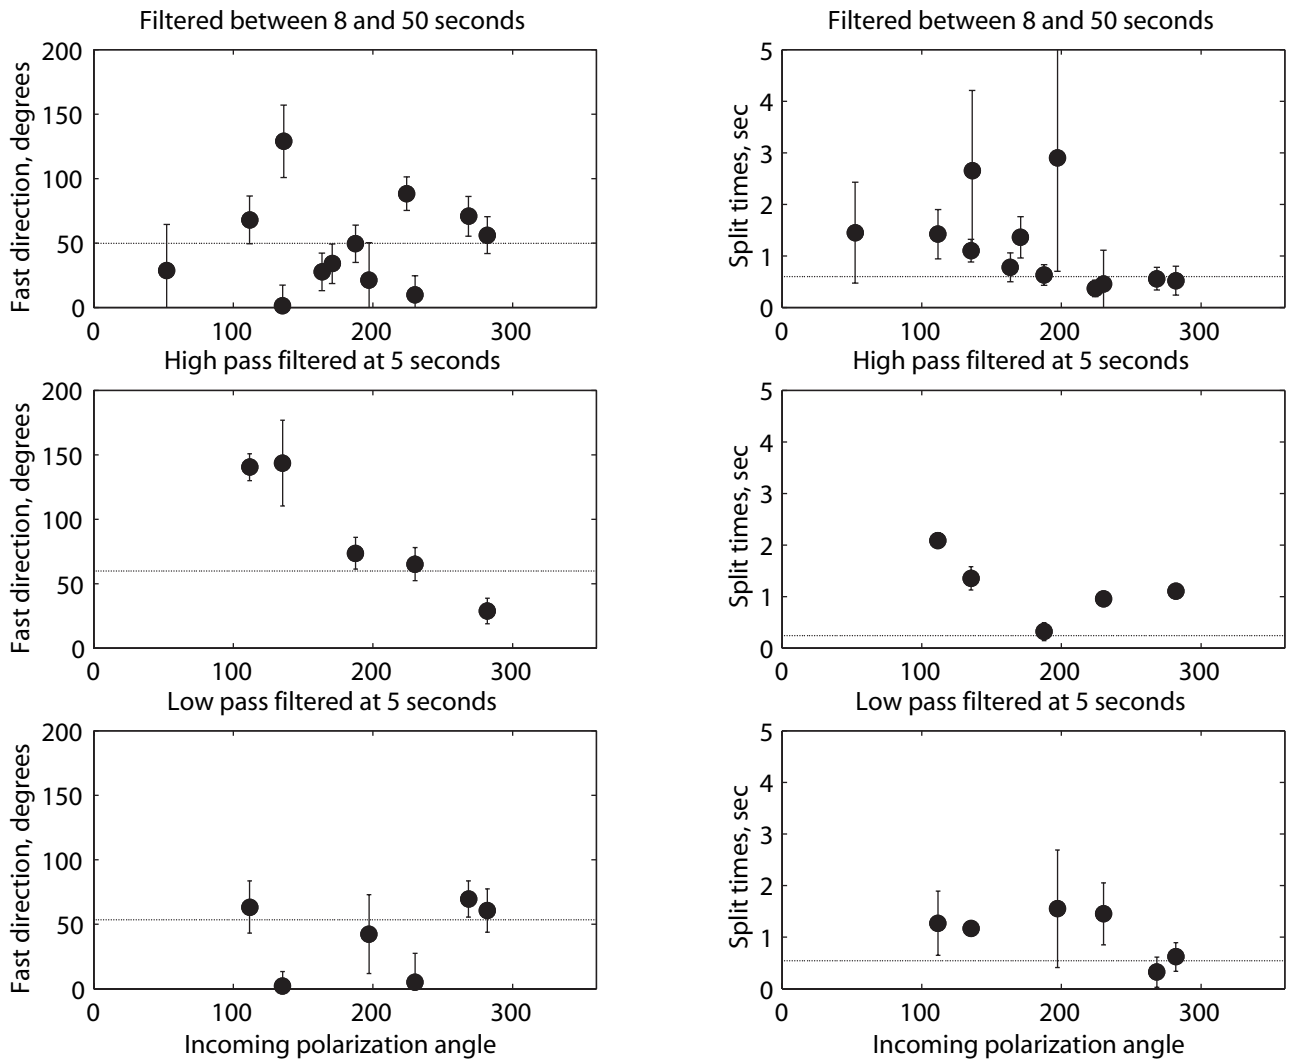 Filtered between 8 and 50 seconds
200
150
100
50
0
Fast direction, degrees
0 100 200 300
Filtered between 8 and 50 seconds
5
4
3
2
1
0
Split times, sec
0 100 200 300
High pass filtered at 5 seconds
200
150
100
50
0
Fast direction, degrees
0 100 200 300
High pass filtered at 5 seconds
5
4
3
2
1
0
Split times, sec
0 100 200 300
Low pass filtered at 5 seconds
200
150
100
50
0
Fast direction, degrees
0 100 200 300
Incoming polarization angle
Low pass filtered at 5 seconds
5
4
3
2
1
0
Split times, sec
0 100 200 300
Incoming polarization angle